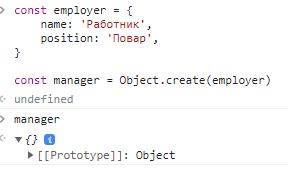 const employer = {
    name: 'Работник',
    position: 'Повар',
}
const manager = Object.create(employer)
undefined
manager
{} i
[[Prototype]]: Object